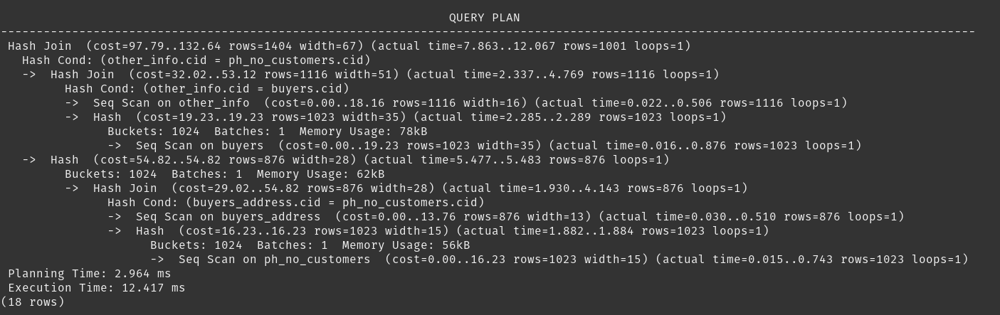 QUERY PLAN
-----------------------------------------------------------------------------------------------------------------------------------------
Hash Join  (cost=97.79..132.64 rows=1404 width=67) (actual time=7.863..12.067 rows=1001 loops=1)
  Hash Cond: (other_info.cid = ph_no_customers.cid)
  ->  Hash Join  (cost=32.02..53.12 rows=1116 width=51) (actual time=2.337..4.769 rows=1116 loops=1)
        Hash Cond: (other_info.cid = buyers.cid)
        ->  Seq Scan on other_info  (cost=0.00..18.16 rows=1116 width=16) (actual time=0.022..0.506 rows=1116 loops=1)
        ->  Hash  (cost=19.23..19.23 rows=1023 width=35) (actual time=2.285..2.289 rows=1023 loops=1)
              Buckets: 1024  Batches: 1  Memory Usage: 78kB
              ->  Seq Scan on buyers  (cost=0.00..19.23 rows=1023 width=35) (actual time=0.016..0.876 rows=1023 loops=1)
  ->  Hash  (cost=54.82..54.82 rows=876 width=28) (actual time=5.477..5.483 rows=876 loops=1)
        Buckets: 1024  Batches: 1  Memory Usage: 62kB
        ->  Hash Join  (cost=29.02..54.82 rows=876 width=28) (actual time=1.930..4.143 rows=876 loops=1)
              Hash Cond: (buyers_address.cid = ph_no_customers.cid)
              ->  Seq Scan on buyers_address  (cost=0.00..13.76 rows=876 width=13) (actual time=0.030..0.510 rows=876 loops=1)
              ->  Hash  (cost=16.23..16.23 rows=1023 width=15) (actual time=1.882..1.884 rows=1023 loops=1)
                    Buckets: 1024  Batches: 1  Memory Usage: 56kB
                    ->  Seq Scan on ph_no_customers  (cost=0.00..16.23 rows=1023 width=15) (actual time=0.015..0.743 rows=1023 loops=1)
Planning Time: 2.964 ms
Execution Time: 12.417 ms
(18 rows)